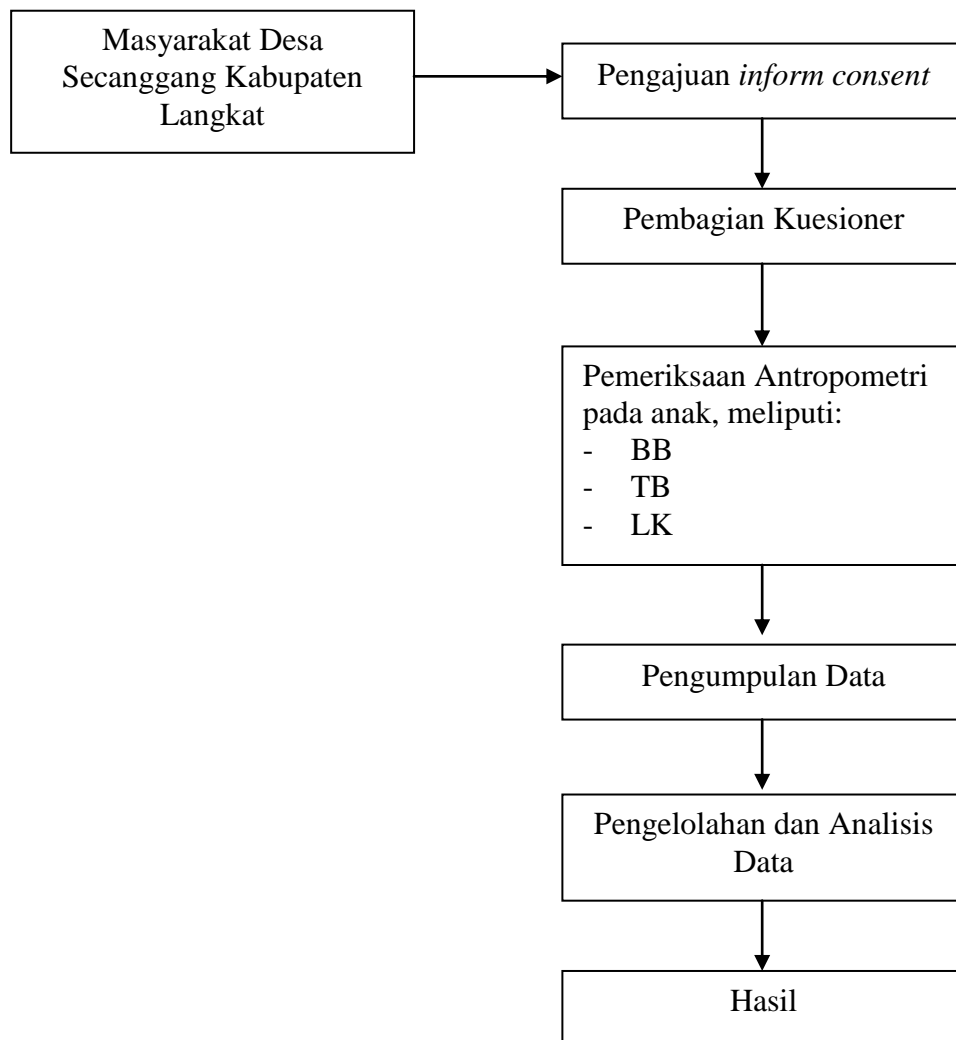 Masyarakat Desa
Secanggang Kabupaten
Langkat
Pengajuan inform consent
Pembagian Kuesioner
Pemeriksaan Antropometri
pada anak, meliputi:
- BB
- TB
- LK
Pengumpulan Data
Pengelolahan dan Analisis
Data
Hasil